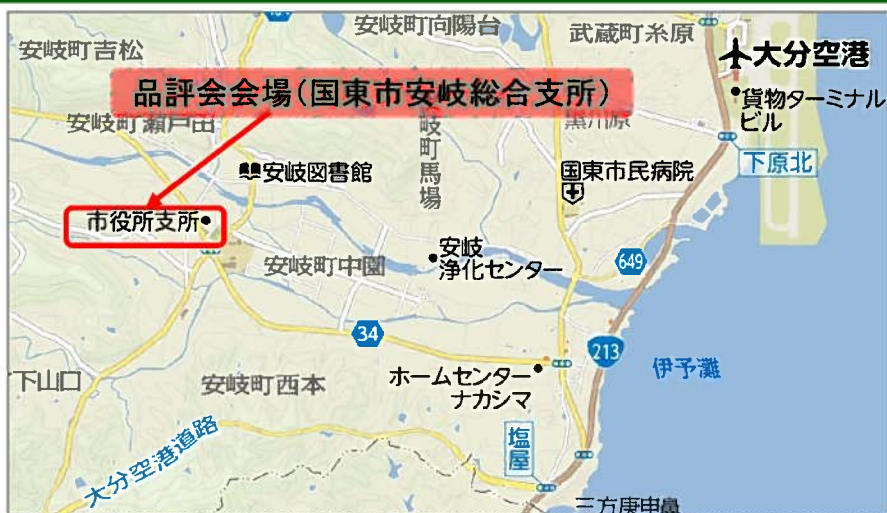 安岐町吉松
安岐町向陽台
武蔵町糸原
大分空港
品評会会場(国東市安岐総合支所)
貨物ターミナル
ビル
安岐町瀬戸田
岐町馬場
黒川原
下原北
安岐図書館
国東市民病院
市役所支所
安岐町中園
安岐
浄化センター
649
34
213
伊予灘
下山口
安岐町西本
ホームセンター
ナカシマ
大分空港道路
塩屋
三方庚申鼻